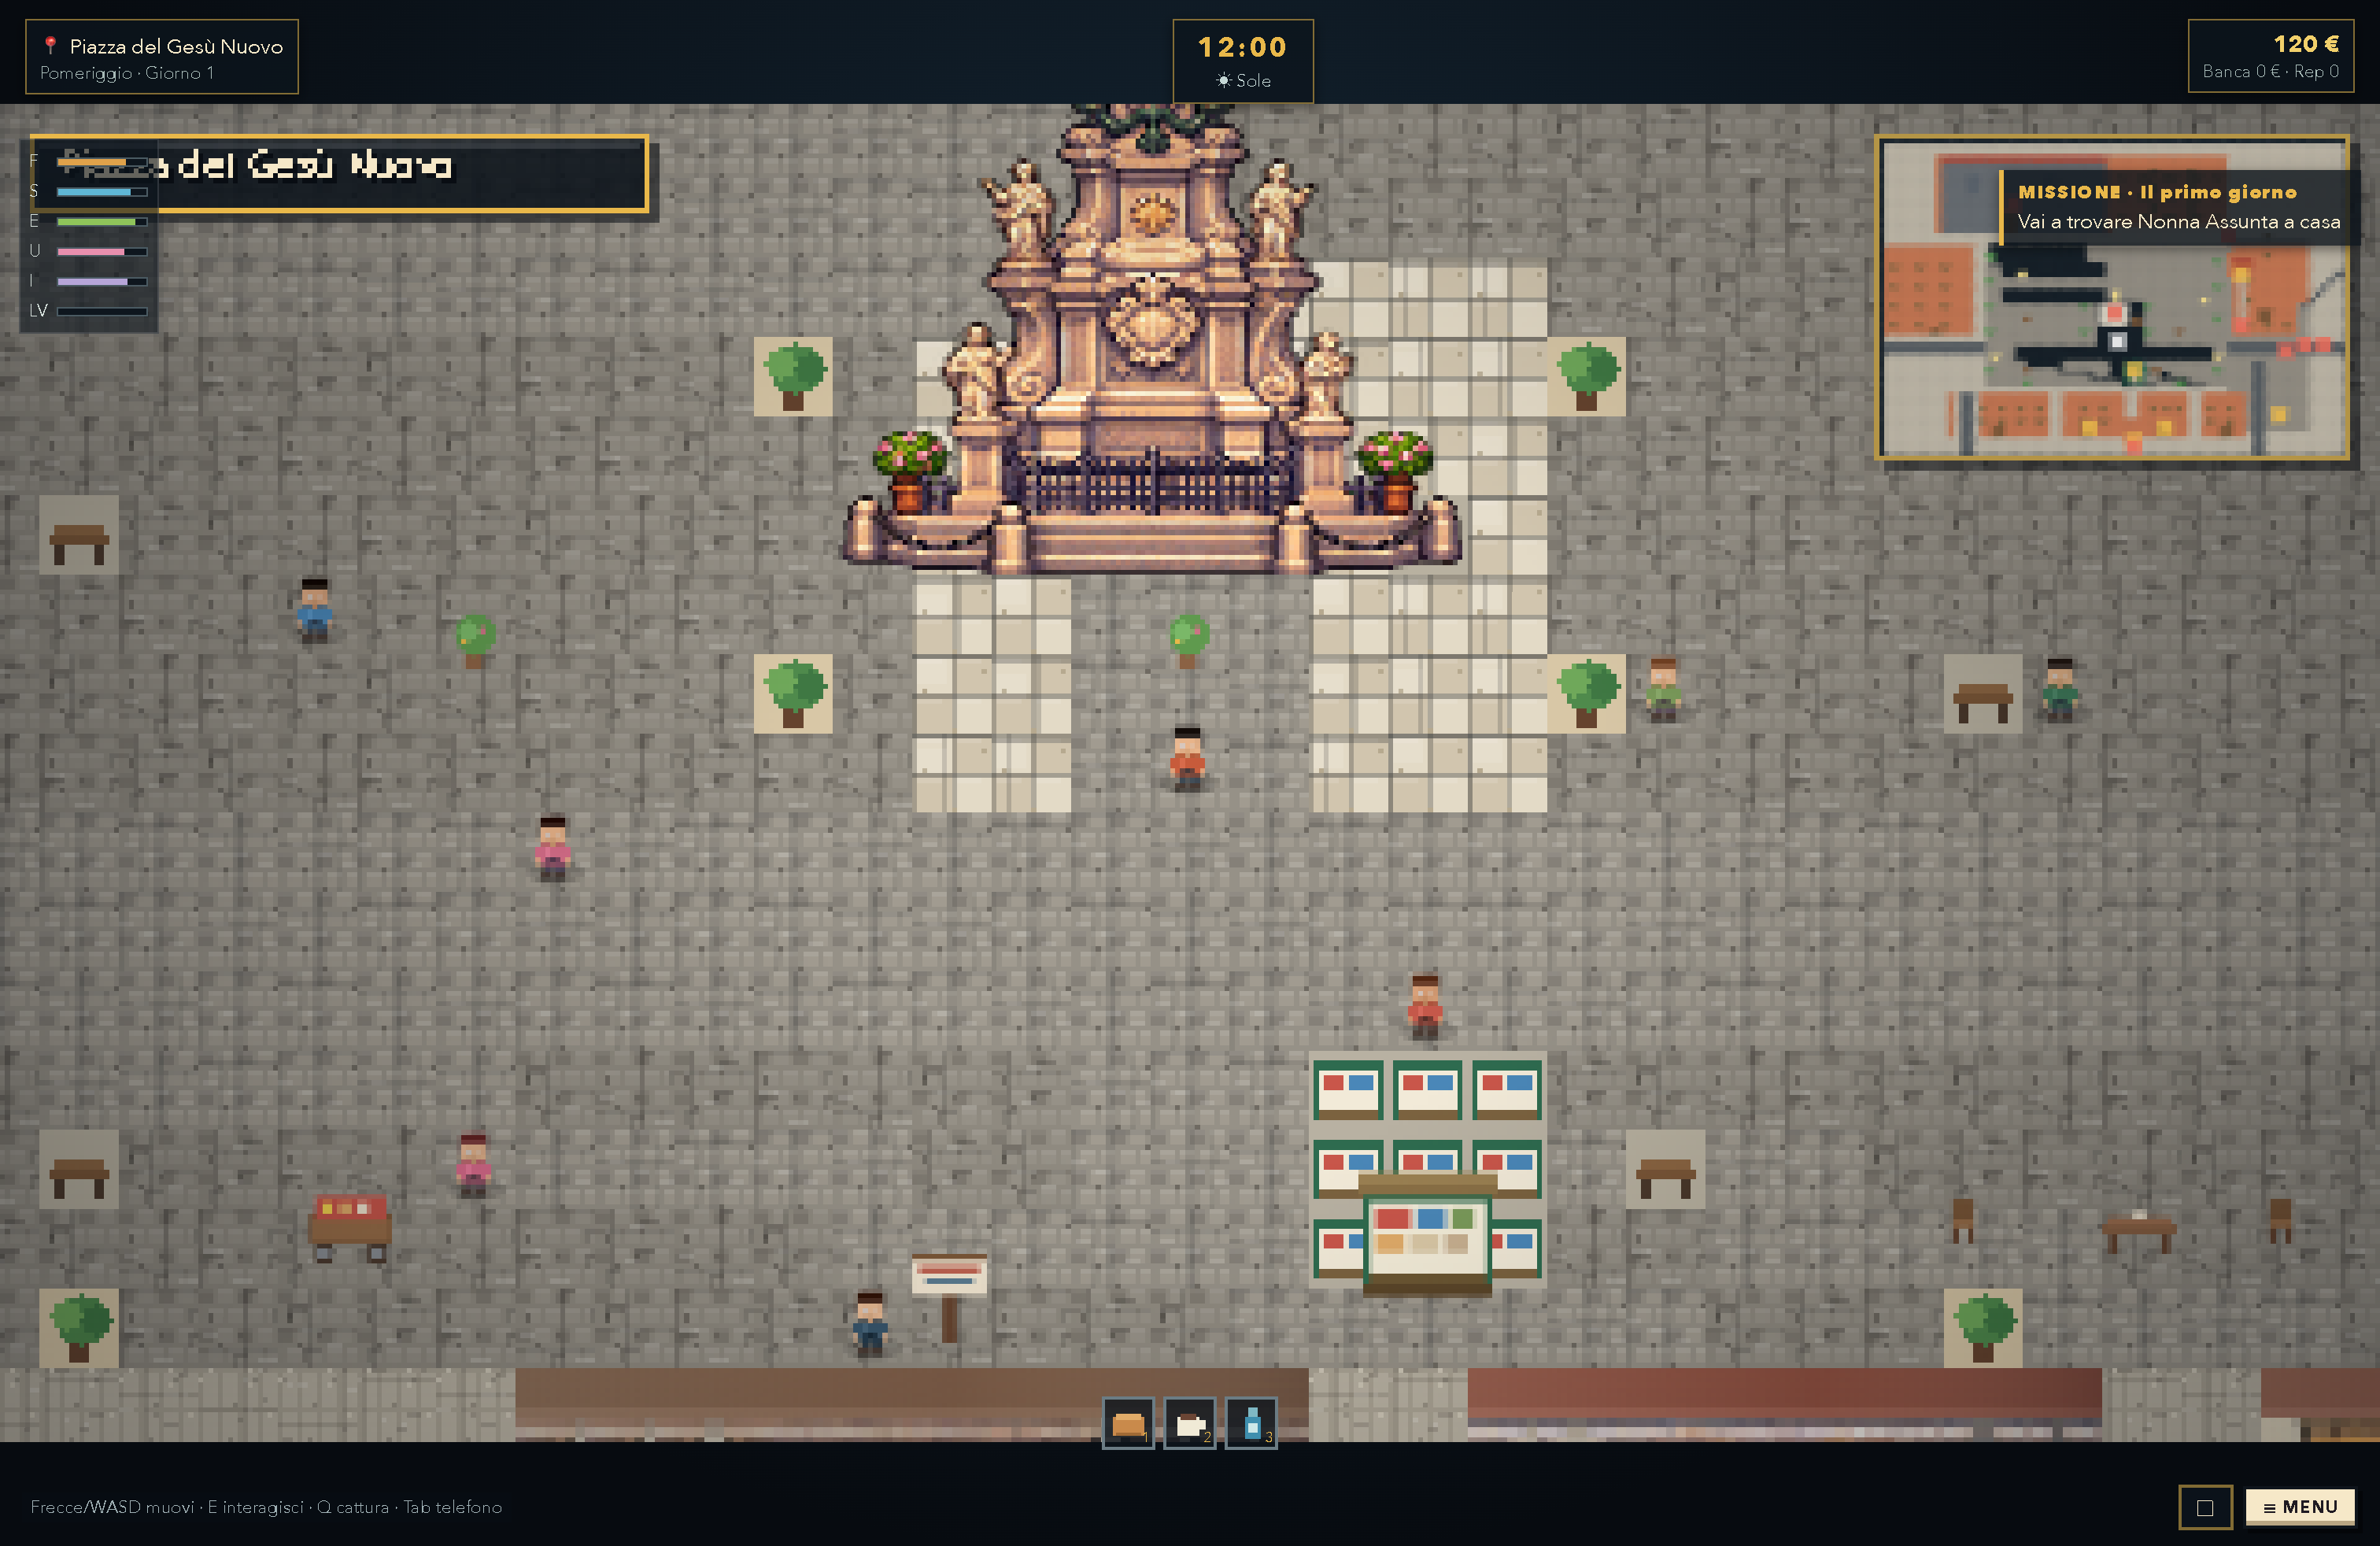 📍 Piazza del Gesù Nuovo
Pomeriggio · Giorno 1
12:00
☀ Sole
120 €
Banca 0 € · Rep 0
del Gesù Nuovo
F
S
E
U
I
LV
MISSIONE · Il primo giorno
Vai a trovare Nonna Assunta a casa
1
2
3
Frecce/WASD muovi · E interagisci · Q cattura · Tab telefono
≡ MENU